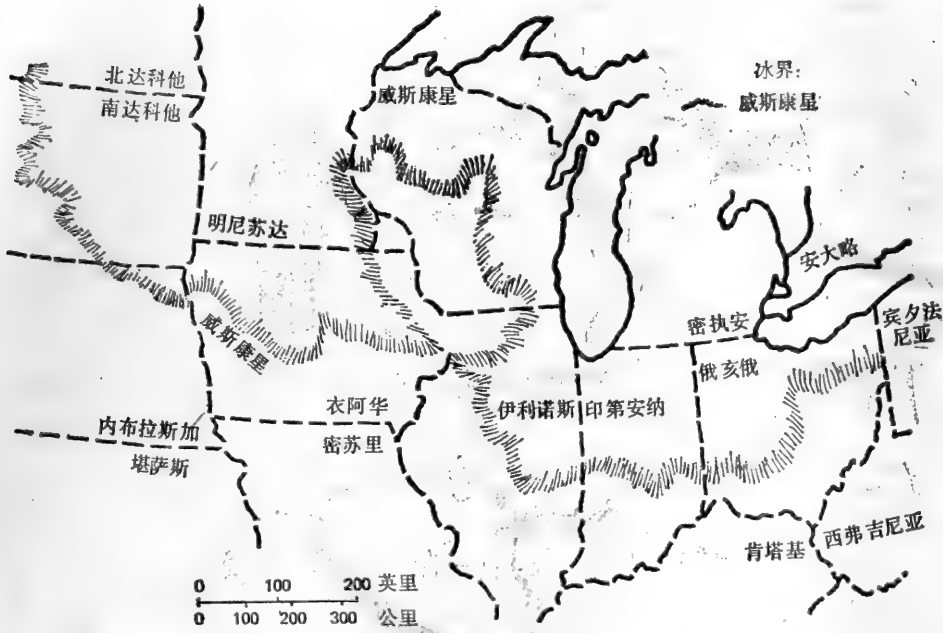 北达科他
南达科他
威斯康星
冰界：
威斯康星
明尼苏达
安大略
威斯康里
密执安
宾夕法
尼亚
俄亥俄
衣阿华
伊利诺斯
印第安纳
内布拉斯加
密苏里
堪萨斯
肯塔基
西弗吉尼亚
0 100 200 英里
0 100 200 300 公里